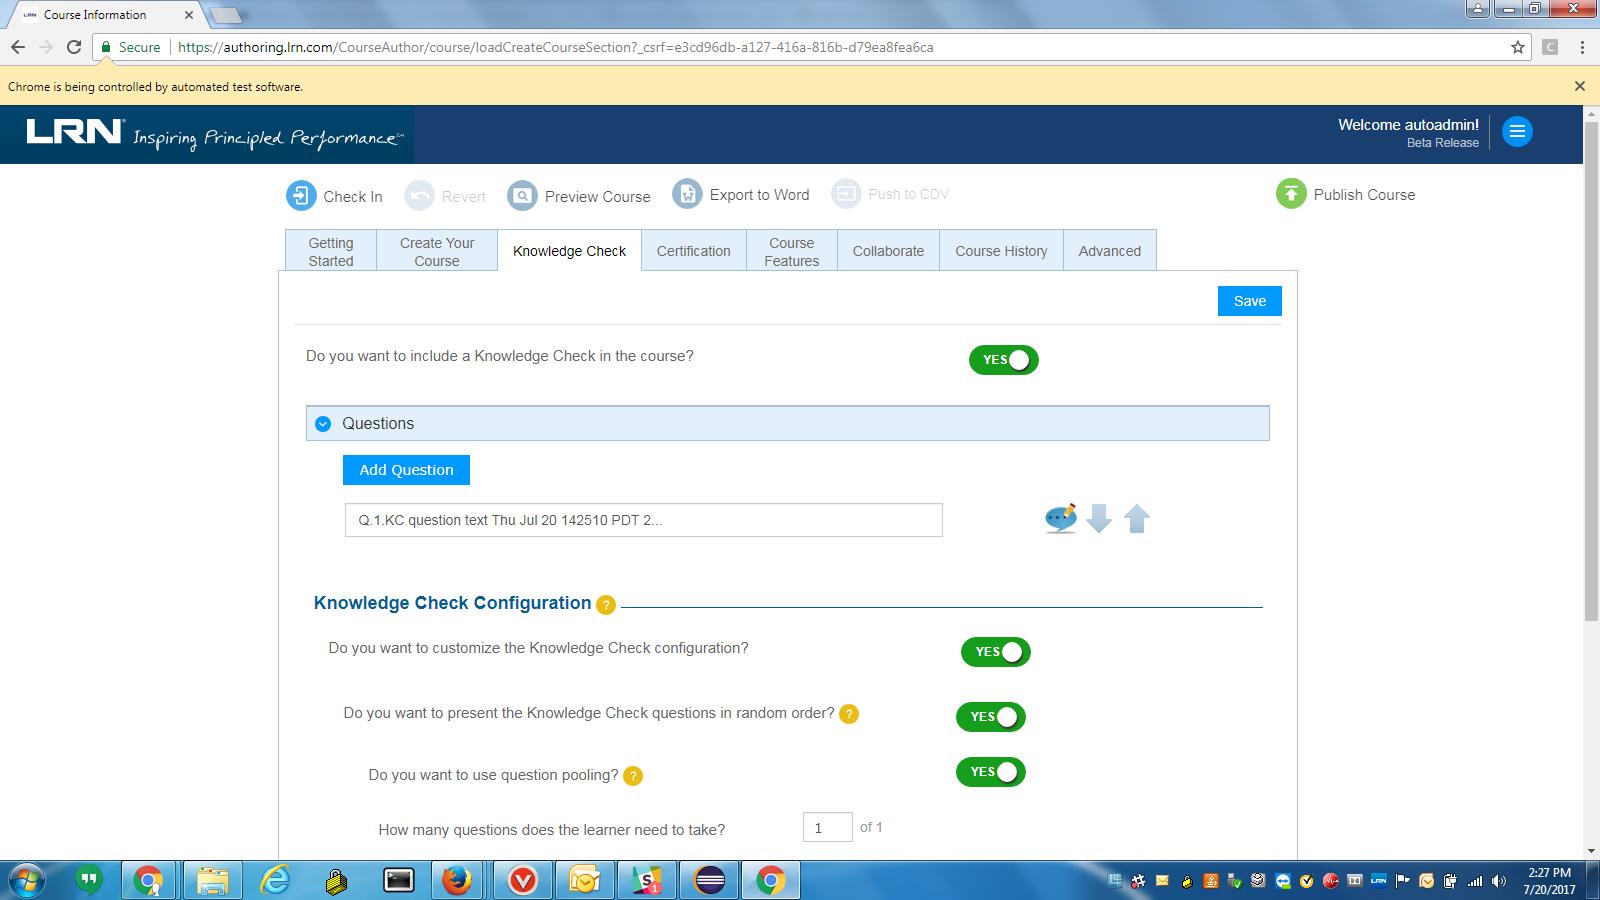 Course Information
Secure
https://authoring.lrn.com/CourseAuthor/course/loadCreateCourseSection?_csrf=e3cd96db-a127-416a-816b-d79ea8fea6ca
Chrome is being controlled by automated test software.
LRN Inspiring Principled Performance
Welcome autoadmin!
Beta Release
Check In
Revert
Preview Course
Export to Word
Push to CDV
Publish Course
Getting Started
Create Your Course
Knowledge Check
Certification
Course Features
Collaborate
Course History
Advanced
Save
Do you want to include a Knowledge Check in the course?
YES
Questions
Add Question
Q.1.KC question text Thu Jul 20 142510 PDT 2...
Knowledge Check Configuration ?
Do you want to customize the Knowledge Check configuration?
YES
Do you want to present the Knowledge Check questions in random order? ?
YES
Do you want to use question pooling? ?
YES
How many questions does the learner need to take?
1 of 1
2:27 PM
7/20/2017